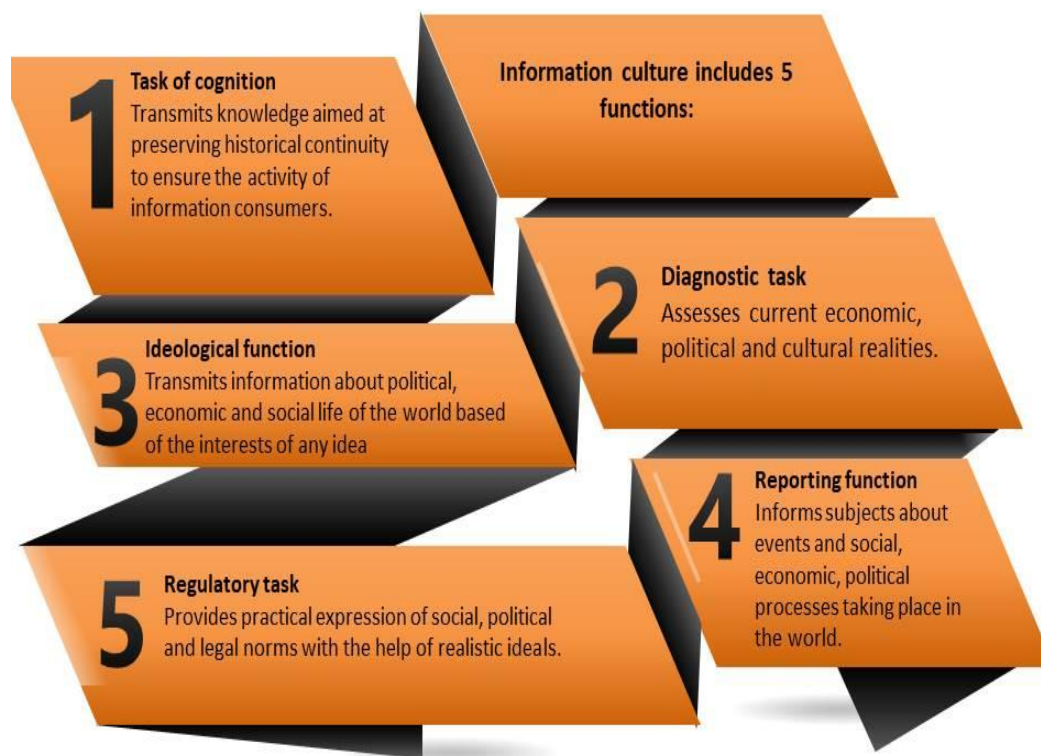 Information culture includes 5
functions:
1
Task of cognition
Transmits knowledge aimed at
preserving historical continuity
to ensure the activity of
information consumers.
2
Diagnostic task
Assesses current economic,
political and cultural realities.
3
Ideological function
Transmits information about political,
economic and social life of the world based
of the interests of any idea
4
Reporting function
Informs subjects about
events and social,
economic, political
processes taking place in
the world.
5
Regulatory task
Provides practical expression of social, political
and legal norms with the help of realistic ideals.